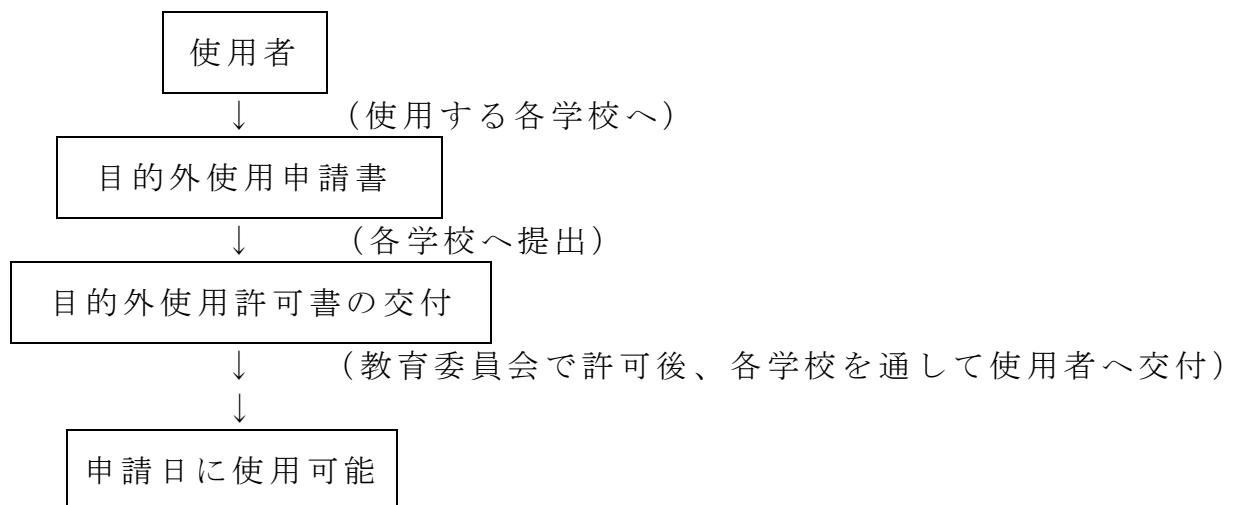 使用者
↓ (使用する各学校へ)
目的外使用申請書
↓ (各学校へ提出)
目的外使用許可書の交付
↓ (教育委員会で許可後、各学校を通して使用者へ交付)
↓
申請日に使用可能